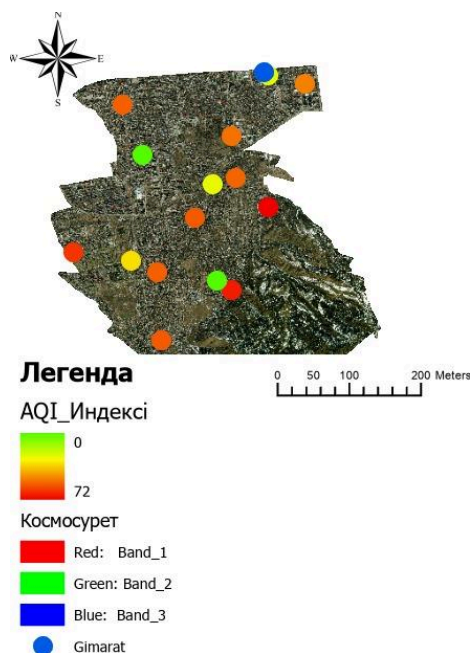 N
W E
S
Легенда
0 50 100 200 Meters
AQI_Индексі
0
72
Космосурет
Red: Band_1
Green: Band_2
Blue: Band_3
Gimarat